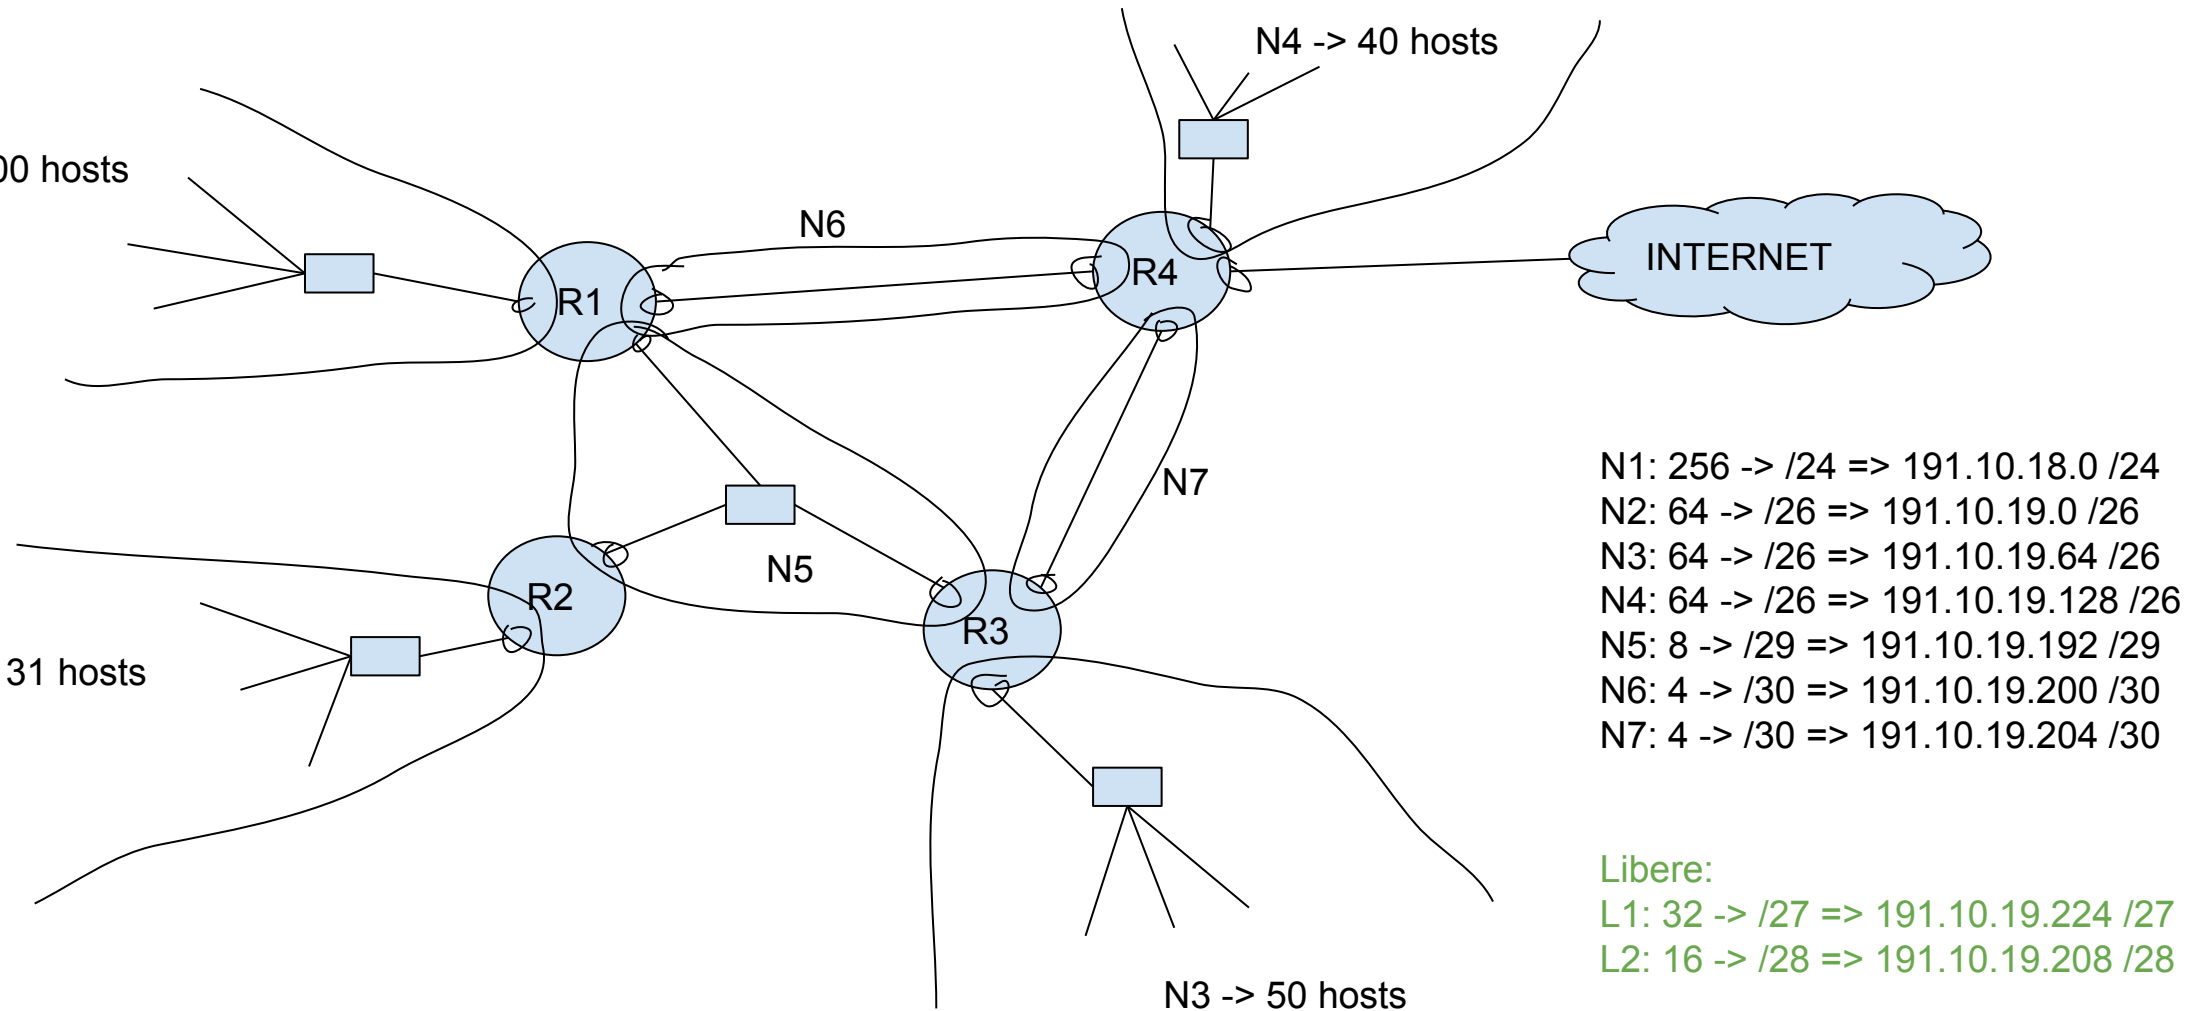 N4 -> 40 hosts
00 hosts
N6
R4
INTERNET
R1
N7
N5
R2
R3
31 hosts
N3 -> 50 hosts
N1: 256 -> /24 => 191.10.18.0 /24
N2: 64 -> /26 => 191.10.19.0 /26
N3: 64 -> /26 => 191.10.19.64 /26
N4: 64 -> /26 => 191.10.19.128 /26
N5: 8 -> /29 => 191.10.19.192 /29
N6: 4 -> /30 => 191.10.19.200 /30
N7: 4 -> /30 => 191.10.19.204 /30
Libere:
L1: 32 -> /27 => 191.10.19.224 /27
L2: 16 -> /28 => 191.10.19.208 /28